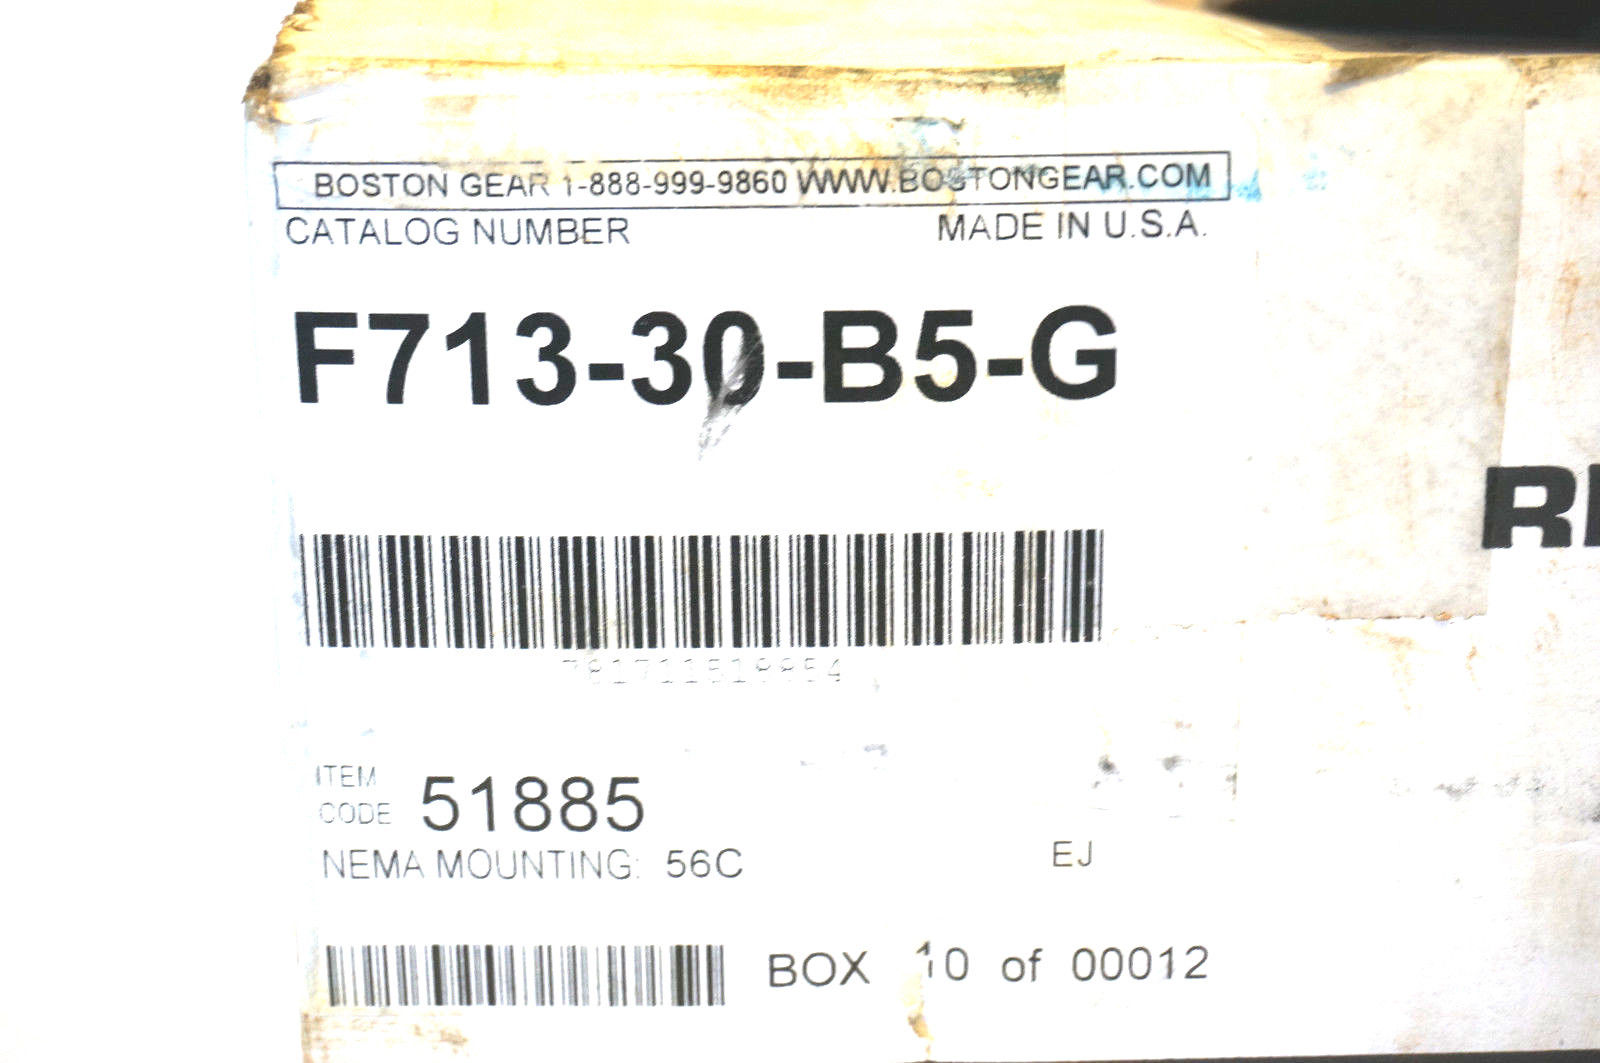 BOSTON GEAR 1-888-999-9860 WWW.BOSTONGEAR.COM
CATALOG NUMBER MADE IN U.S.A.
F713-30-B5-G
781711518854
ITEM CODE 51885
NEMA MOUNTING: 56C EJ
BOX 10 of 00012